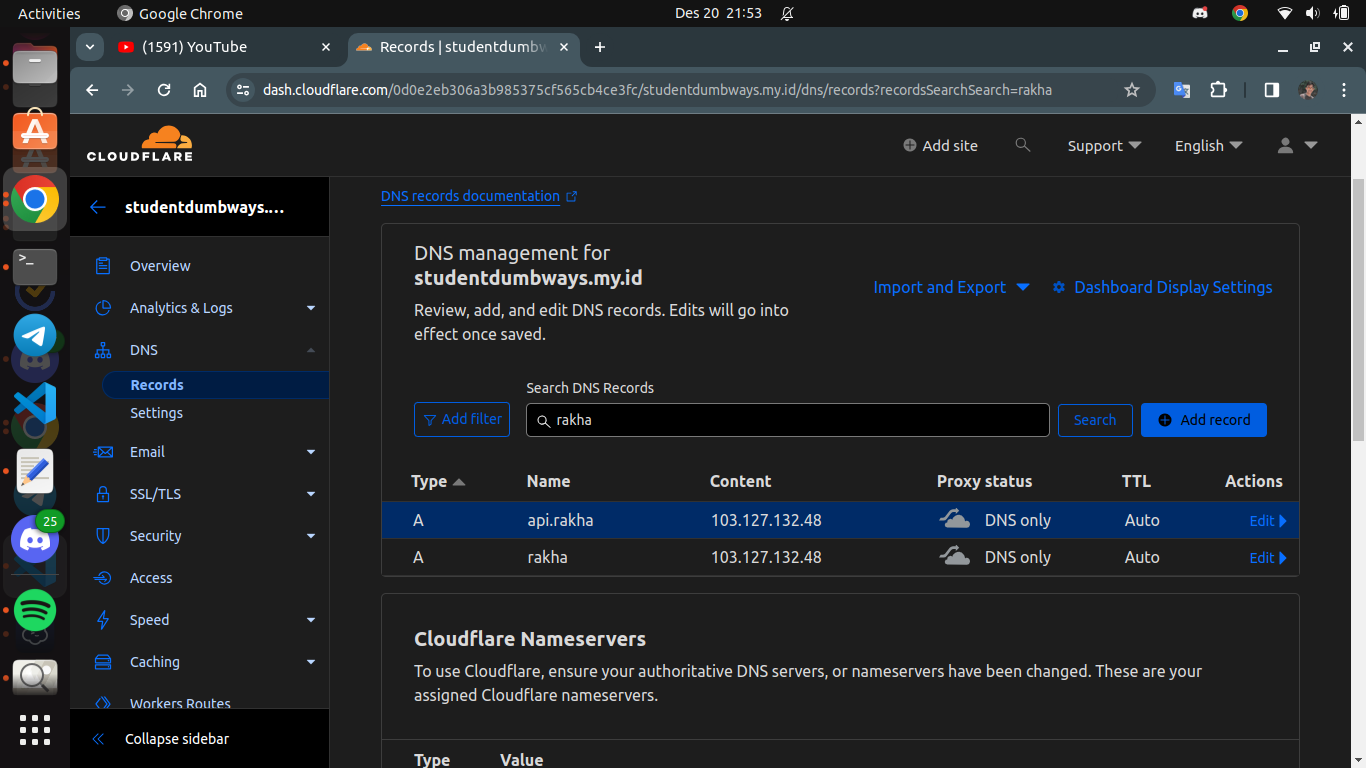 Activities
Google Chrome
Des 20 21:53
(1591) YouTube
Records | studentdumbw
dash.cloudflare.com/0d0e2eb306a3b985375cf565cb4ce3fc/studentdumbways.my.id/dns/records?recordsSearchSearch=rakha
CLOUDFLARE
Add site
Support
English
studentdumbways....
Overview
Analytics & Logs
DNS
Records
Settings
Email
SSL/TLS
Security
Access
Speed
Caching
Workers Routes
Collapse sidebar
25
DNS records documentation
DNS management for
studentdumbways.my.id
Review, add, and edit DNS records. Edits will go into
effect once saved.
Import and Export
Dashboard Display Settings
Search DNS Records
Add filter
rakha
Search
Add record
Type Name Content Proxy status TTL Actions
A api.rakha 103.127.132.48 DNS only Auto Edit
A rakha 103.127.132.48 DNS only Auto Edit
Cloudflare Nameservers
To use Cloudflare, ensure your authoritative DNS servers, or nameservers have been changed. These are your
assigned Cloudflare nameservers.
Type Value